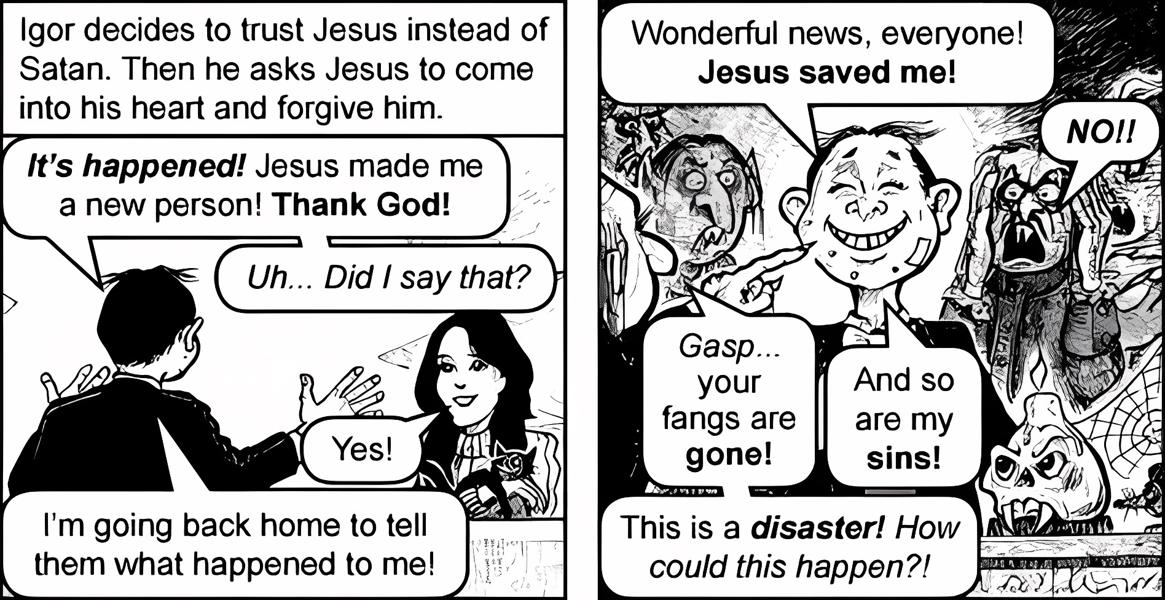 Igor decides to trust Jesus instead of
Satan. Then he asks Jesus to come
into his heart and forgive him.
It's happened! Jesus made me
a new person! Thank God!
Uh... Did I say that?
Yes!
I'm going back home to tell
them what happened to me!
Wonderful news, everyone!
Jesus saved me!
NO!!
Gasp...
your
fangs are
gone!
And so
are my
sins!
This is a disaster! How
could this happen?!